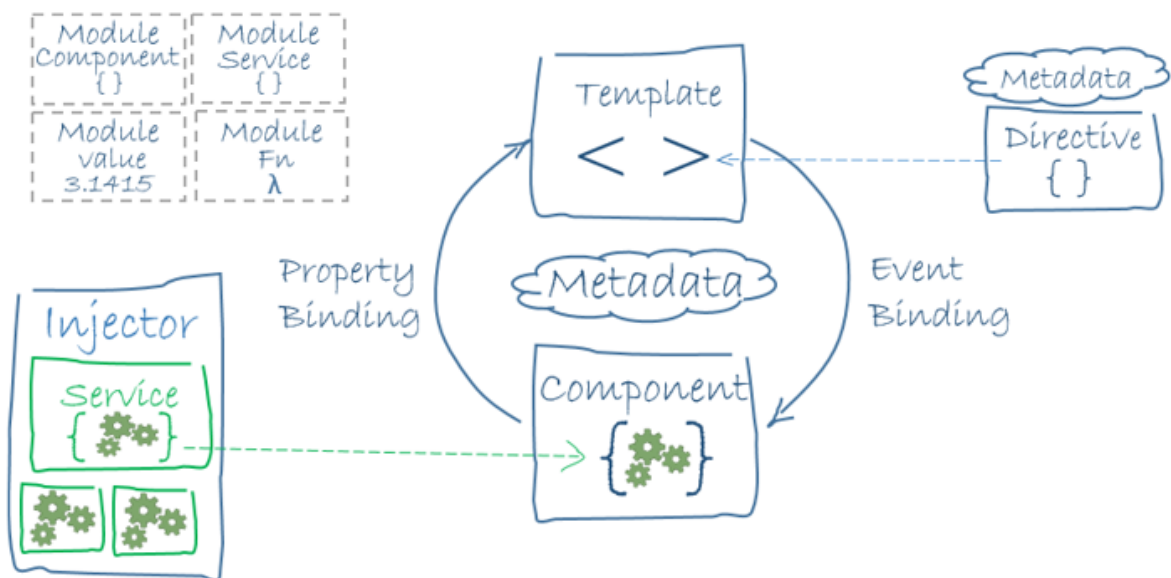 Module
Component
{ }
Module
Service
{ }
Module
value
3.1415
Module
Fn
λ
Template
< >
Metadata
Directive
{ }
Property
Binding
Metadata
Event
Binding
Injector
Service
{ }
Component
{ }